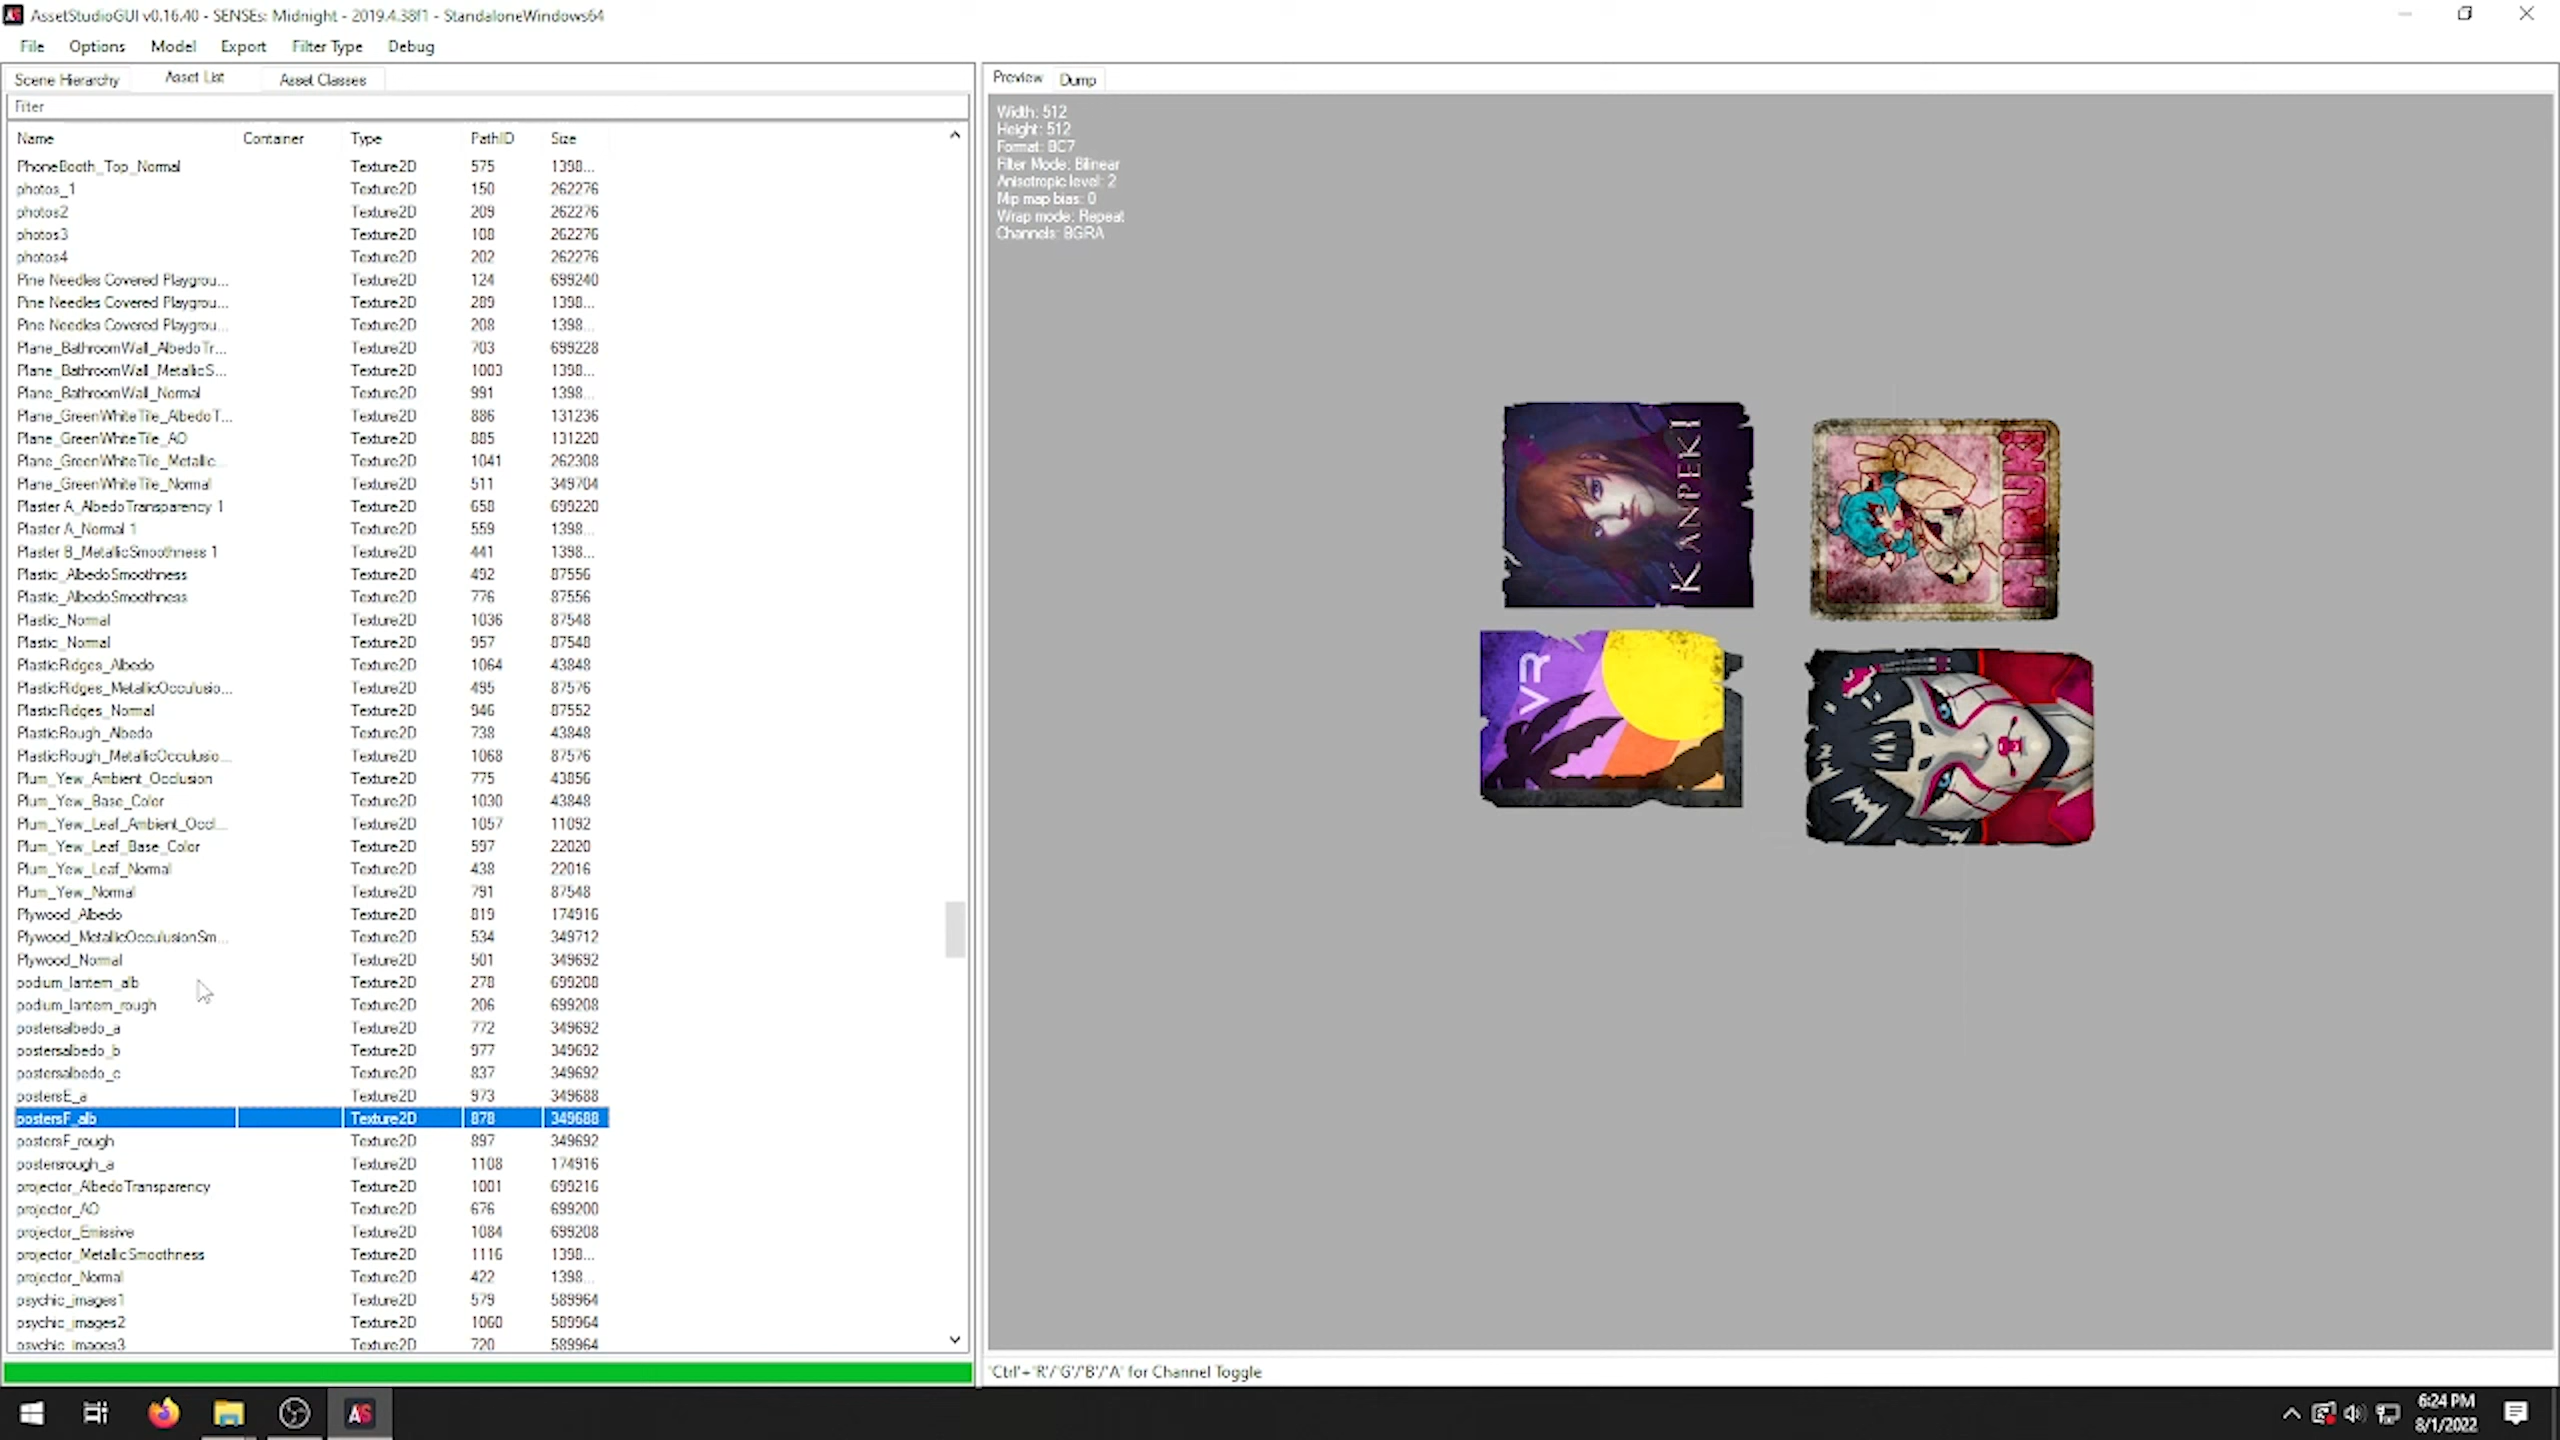 AssetStudioGUI v0.16.40 - SENSEs: Midnight - 2019.4.38f1 - StandaloneWindows64
File Options Model Export Filter Type Debug
Scene Hierarchy Asset List Asset Classes
Filter
Name Container Type PathID Size
PhoneBooth_Top_Normal Texture2D 575 1398...
photos_1 Texture2D 150 262276
photos2 Texture2D 209 262276
photos3 Texture2D 108 262276
photos4 Texture2D 202 262276
Pine Needles Covered Playgrou... Texture2D 124 699240
Pine Needles Covered Playgrou... Texture2D 289 1398...
Pine Needles Covered Playgrou... Texture2D 208 1398...
Plane_BathroomWall_AlbedoTr... Texture2D 703 699228
Plane_BathroomWall_MetallicS... Texture2D 1003 1398...
Plane_BathroomWall_Normal Texture2D 991 1398...
Plane_GreenWhiteTile_AlbedoT... Texture2D 886 131236
Plane_GreenWhiteTile_AO Texture2D 885 131220
Plane_GreenWhiteTile_Metallic... Texture2D 1041 262308
Plane_GreenWhiteTile_Normal Texture2D 511 349704
Plaster A_AlbedoTransparency 1 Texture2D 658 699220
Plaster A_Normal 1 Texture2D 559 1398...
Plaster B_MetallicSmoothness 1 Texture2D 441 1398...
Plastic_AlbedoSmoothness Texture2D 492 87556
Plastic_AlbedoSmoothness Texture2D 776 87556
Plastic_Normal Texture2D 1036 87548
Plastic_Normal Texture2D 957 87548
PlasticRidges_Albedo Texture2D 1064 43848
PlasticRidges_MetallicOcculusio... Texture2D 495 87576
PlasticRidges_Normal Texture2D 946 87552
PlasticRough_Albedo Texture2D 738 43848
PlasticRough_MetallicOcculusio... Texture2D 1068 87576
Plum_Yew_Ambient_Occlusion Texture2D 775 43856
Plum_Yew_Base_Color Texture2D 1030 43848
Plum_Yew_Leaf_Ambient_Occl... Texture2D 1057 11092
Plum_Yew_Leaf_Base_Color Texture2D 597 22020
Plum_Yew_Leaf_Normal Texture2D 438 22016
Plum_Yew_Normal Texture2D 791 87548
Plywood_Albedo Texture2D 819 174916
Plywood_MetallicOcculusionSm... Texture2D 534 349712
Plywood_Normal Texture2D 501 349692
podium_lantern_alb Texture2D 278 699208
podium_lantern_rough Texture2D 206 699208
postersalbedo_a Texture2D 772 349692
postersalbedo_b Texture2D 977 349692
postersalbedo_c Texture2D 837 349692
postersE_a Texture2D 973 349688
postersF_alb Texture2D 878 349688
postersF_rough Texture2D 897 349692
postersrough_a Texture2D 1108 174916
projector_AlbedoTransparency Texture2D 1001 699216
projector_AO Texture2D 676 699200
projector_Emissive Texture2D 1084 699208
projector_MetallicSmoothness Texture2D 1116 1398...
projector_Normal Texture2D 422 1398...
psychic_images1 Texture2D 579 589964
psychic_images2 Texture2D 1060 589964
psychic_images3 Texture2D 720 589964
Preview Dump
Width: 512
Height: 512
Format: BC7
Filter Mode: Bilinear
Anisotropic level: 2
Mip map bias: 0
Wrap mode: Repeat
Channels: BGRA
KANPEKI
MIRUKI
VR
'Ctrl'+'R'/'G'/'B'/'A' for Channel Toggle
AS
6:24 PM
8/1/2022